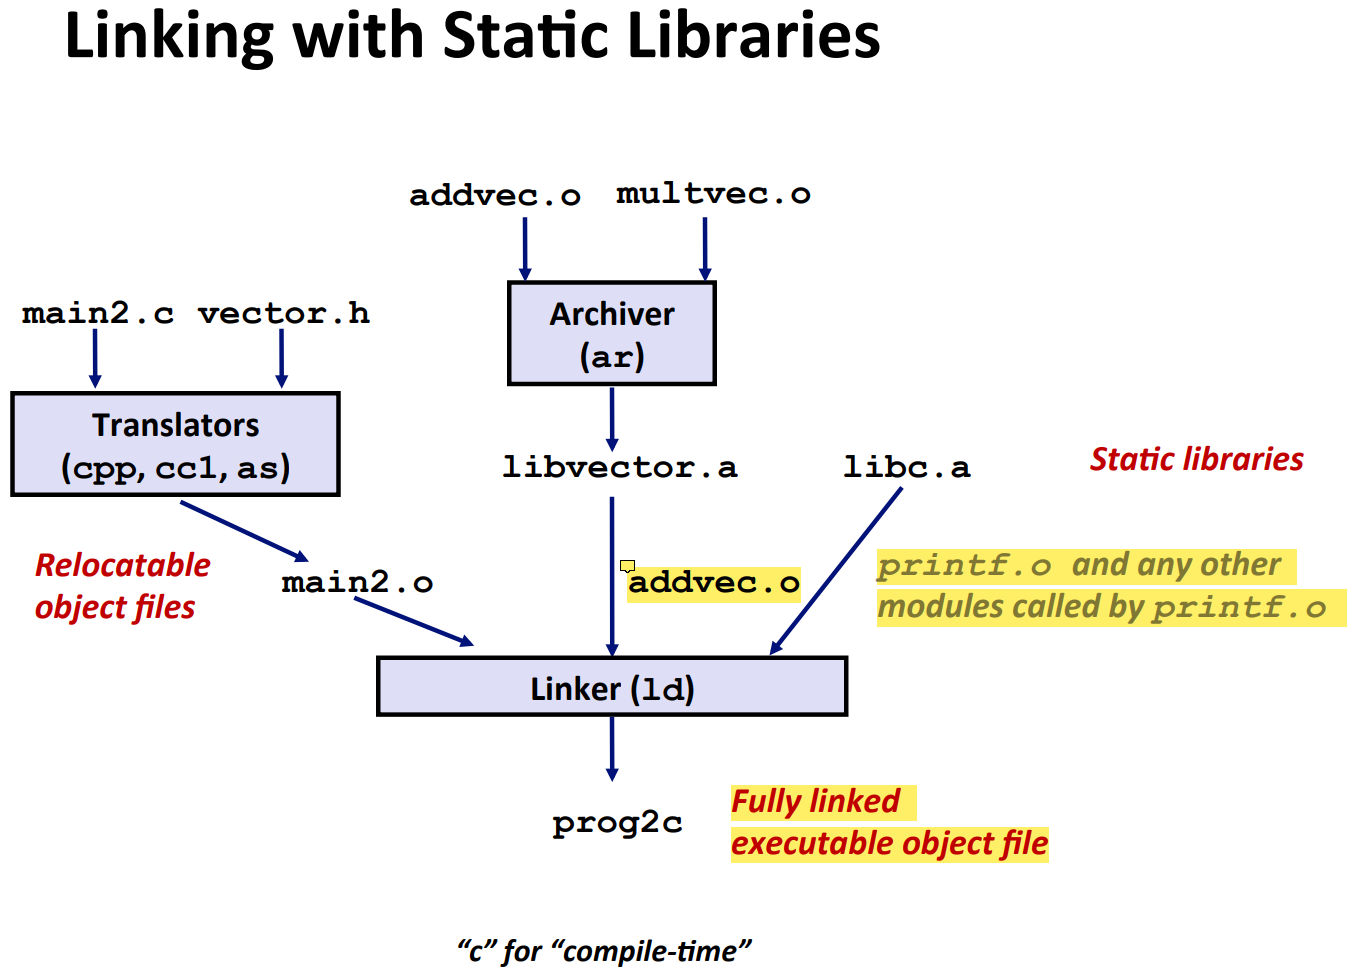 Linking with Static Libraries
addvec.o multvec.o
Archiver
(ar)
main2.c vector.h
Translators
(cpp, cc1, as)
libvector.a libc.a
Static libraries
Relocatable
object files
main2.o
addvec.o
printf.o and any other
modules called by printf.o
Linker (ld)
prog2c
Fully linked
executable object file
“c” for “compile-time”